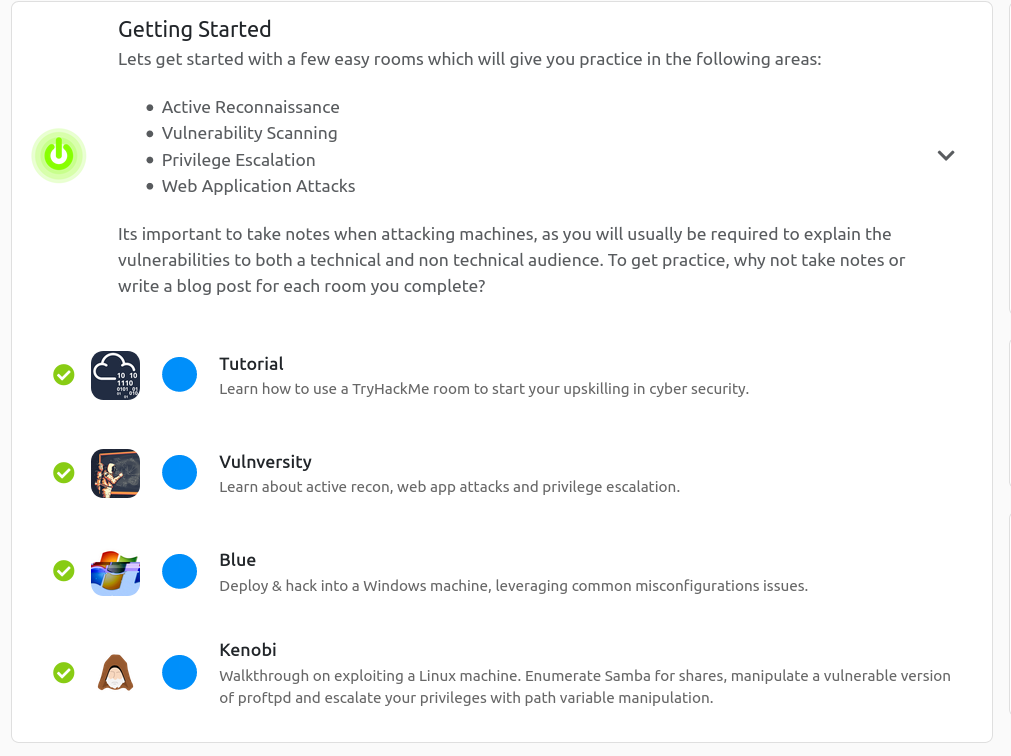 Getting Started
Lets get started with a few easy rooms which will give you practice in the following areas:
• Active Reconnaissance
• Vulnerability Scanning
• Privilege Escalation
• Web Application Attacks
Its important to take notes when attacking machines, as you will usually be required to explain the
vulnerabilities to both a technical and non technical audience. To get practice, why not take notes or
write a blog post for each room you complete?
Tutorial
Learn how to use a TryHackMe room to start your upskilling in cyber security.
Vulnversity
Learn about active recon, web app attacks and privilege escalation.
Blue
Deploy & hack into a Windows machine, leveraging common misconfigurations issues.
Kenobi
Walkthrough on exploiting a Linux machine. Enumerate Samba for shares, manipulate a vulnerable version
of proftpd and escalate your privileges with path variable manipulation.